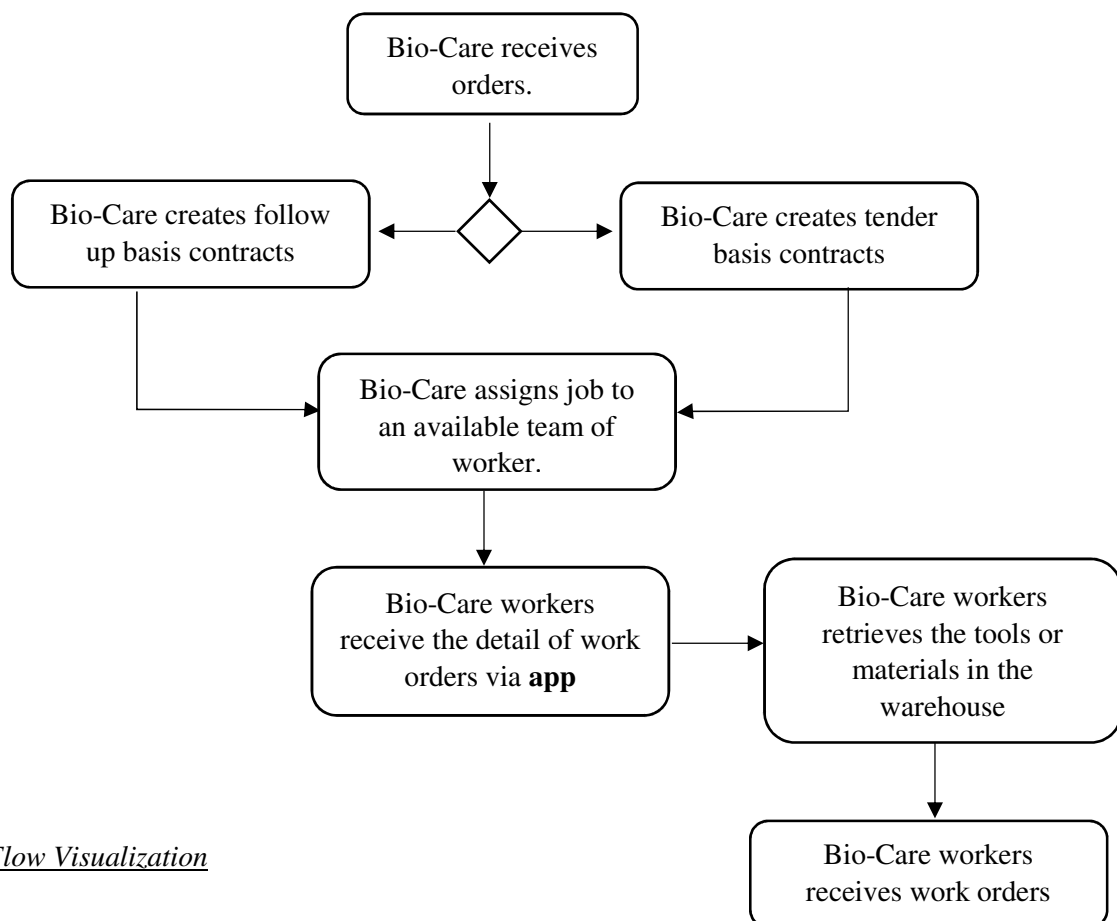 Bio-Care receives
orders.
Bio-Care creates follow
up basis contracts
Bio-Care creates tender
basis contracts
Bio-Care assigns job to
an available team of
worker.
Bio-Care workers
receive the detail of work
orders via app
Bio-Care workers
retrieves the tools or
materials in the
warehouse
Flow Visualization
Bio-Care workers
receives work orders